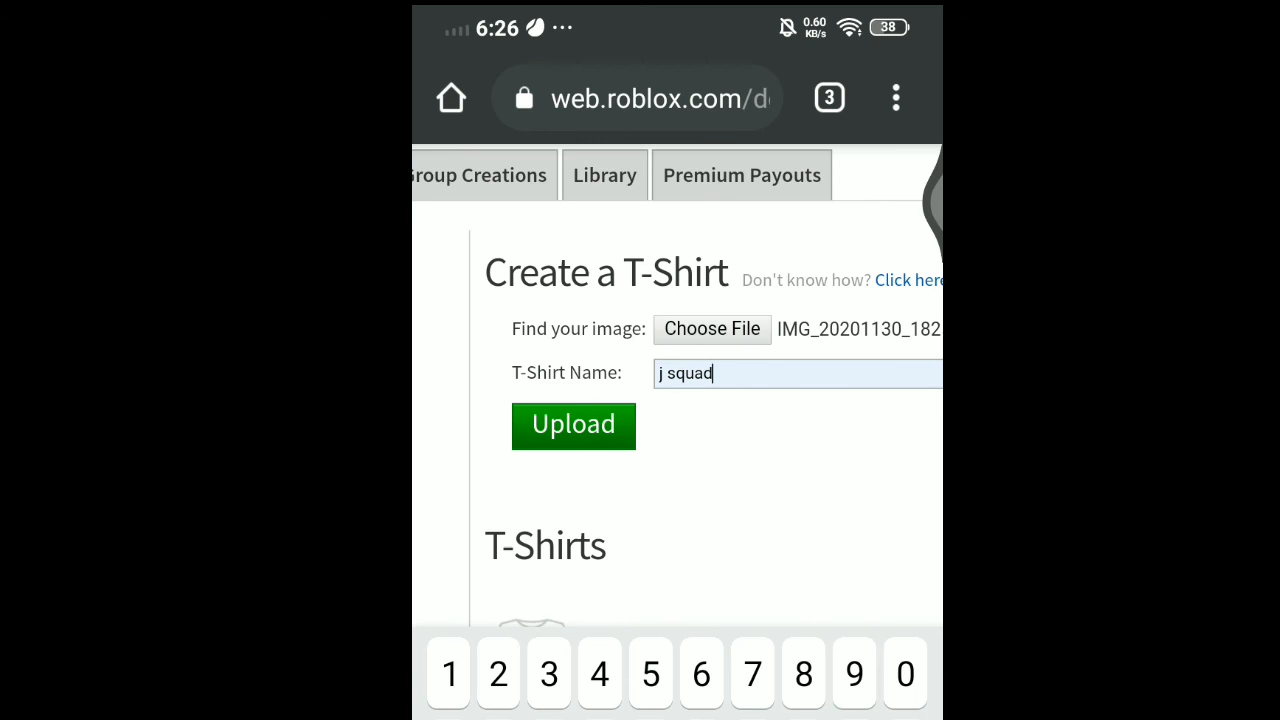 6:26 ... 0.60 KB/s 38
web.roblox.com/d 3
Group Creations Library Premium Payouts
Create a T-Shirt Don't know how? Click here
Find your image: Choose File IMG_20201130_182
T-Shirt Name: j squad
Upload
T-Shirts
1 2 3 4 5 6 7 8 9 0